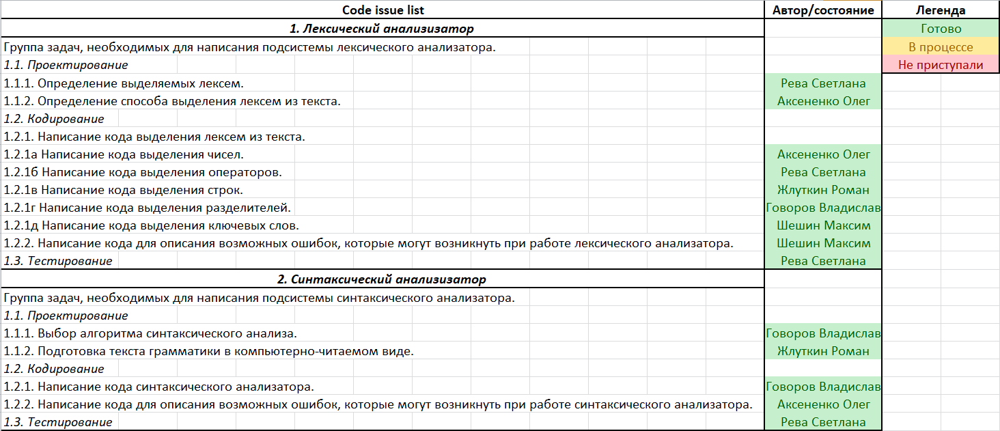 Code issue list Автор/состояние Легенда
1. Лексический анализизатор Готово
Группа задач, необходимых для написания подсистемы лексического анализатора. В процессе
1.1. Проектирование Не приступали
1.1.1. Определение выделяемых лексем. Рева Светлана
1.1.2. Определение способа выделения лексем из текста. Аксененко Олег
1.2. Кодирование
1.2.1. Написание кода выделения лексем из текста.
1.2.1а Написание кода выделения чисел. Аксененко Олег
1.2.1б Написание кода выделения операторов. Рева Светлана
1.2.1в Написание кода выделения строк. Жлуткин Роман
1.2.1г Написание кода выделения разделителей. Говоров Владислав
1.2.1д Написание кода выделения ключевых слов. Шешин Максим
1.2.2. Написание кода для описания возможных ошибок, которые могут возникнуть при работе лексического анализатора. Шешин Максим
1.3. Тестирование Рева Светлана
2. Синтаксический анализизатор
Группа задач, необходимых для написания подсистемы синтаксического анализатора.
1.1. Проектирование
1.1.1. Выбор алгоритма синтаксического анализа. Говоров Владислав
1.1.2. Подготовка текста грамматики в компьютерно-читаемом виде. Жлуткин Роман
1.2. Кодирование
1.2.1. Написание кода синтаксического анализатора. Говоров Владислав
1.2.2. Написание кода для описания возможных ошибок, которые могут возникнуть при работе синтаксического анализатора. Аксененко Олег
1.3. Тестирование Рева Светлана